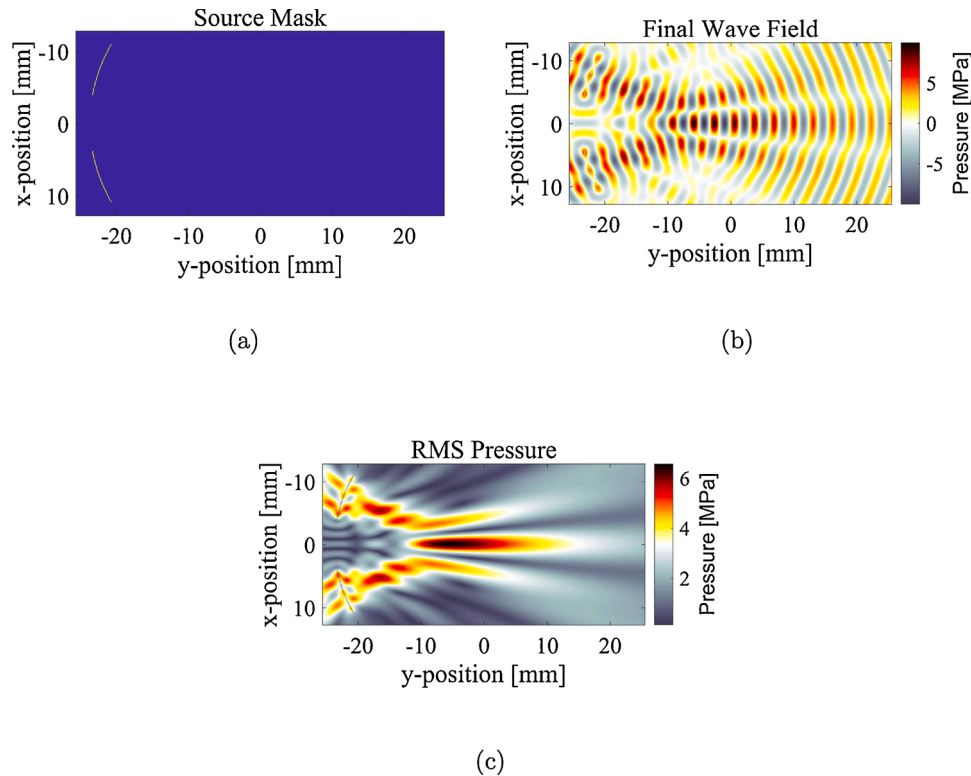 Source Mask
x-position [mm]
-10
0
10
-20
-10
0
10
20
y-position [mm]
(a)
Final Wave Field
x-position [mm]
-10
0
10
-20
-10
0
10
20
y-position [mm]
5
0
-5
Pressure [MPa]
(b)
RMS Pressure
x-position [mm]
-10
0
10
-20
-10
0
10
20
y-position [mm]
6
4
2
Pressure [MPa]
(c)